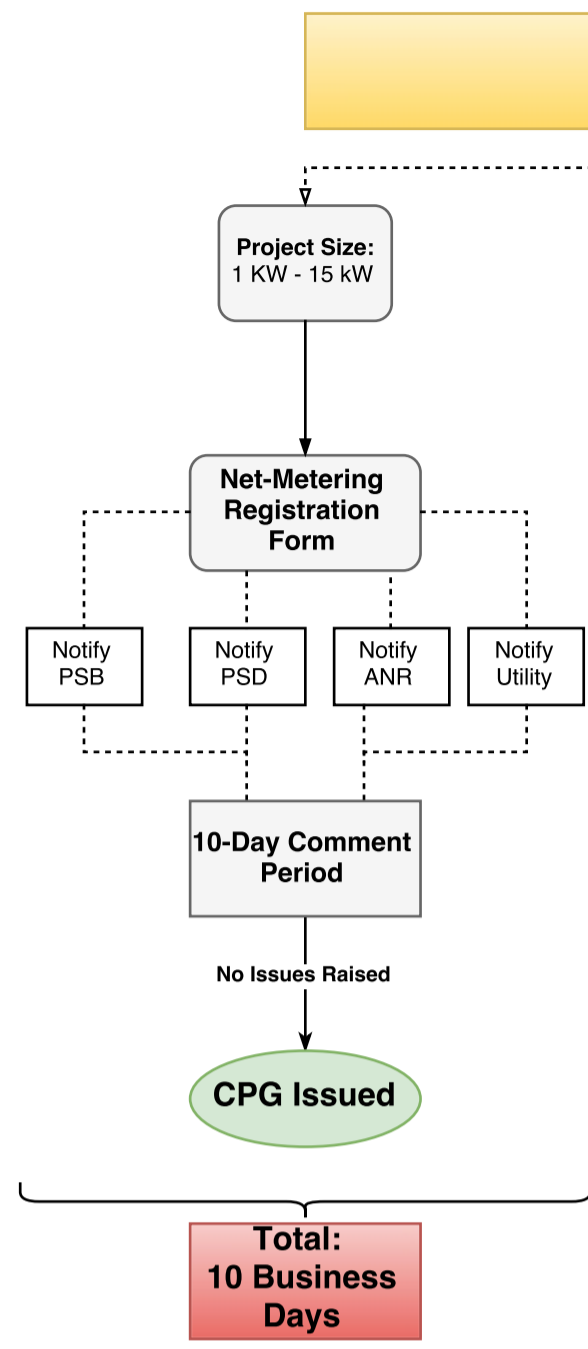 Project Size:
1 KW - 15 kW
Net-Metering
Registration
Form
Notify
PSB
Notify
PSD
Notify
ANR
Notify
Utility
10-Day Comment
Period
No Issues Raised
CPG Issued
Total:
10 Business
Days